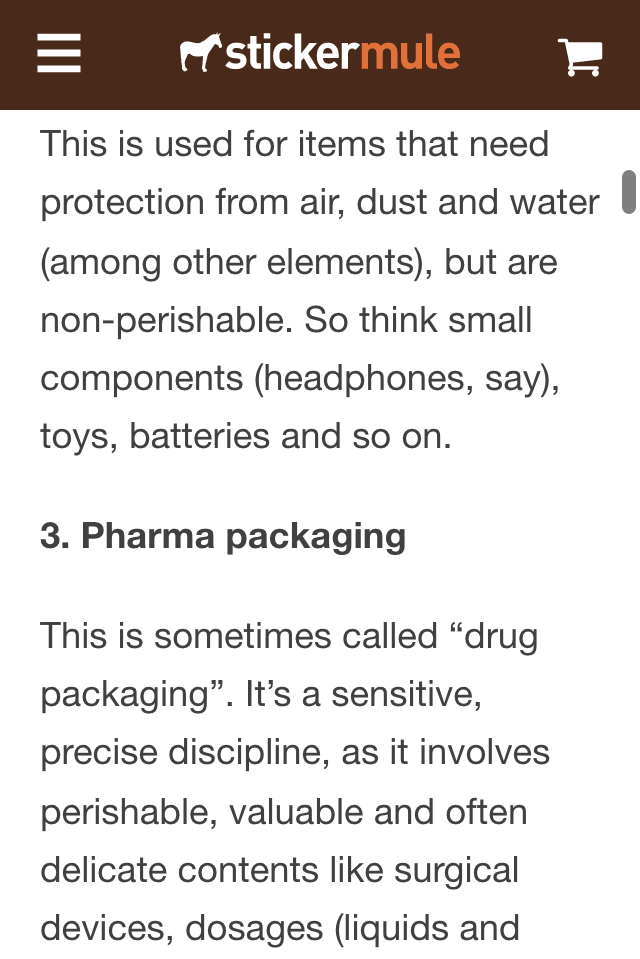 stickermule
This is used for items that need
protection from air, dust and water
(among other elements), but are
non-perishable. So think small
components (headphones, say),
toys, batteries and so on.
3. Pharma packaging
This is sometimes called “drug
packaging”. It’s a sensitive,
precise discipline, as it involves
perishable, valuable and often
delicate contents like surgical
devices, dosages (liquids and